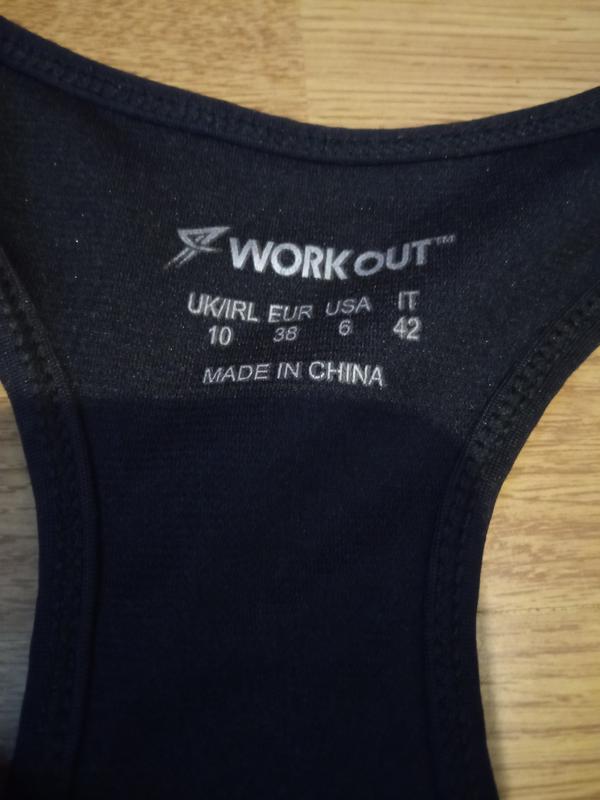 WORKOUT™
UK/IRL EUR USA IT
10 38 6 42
MADE IN CHINA